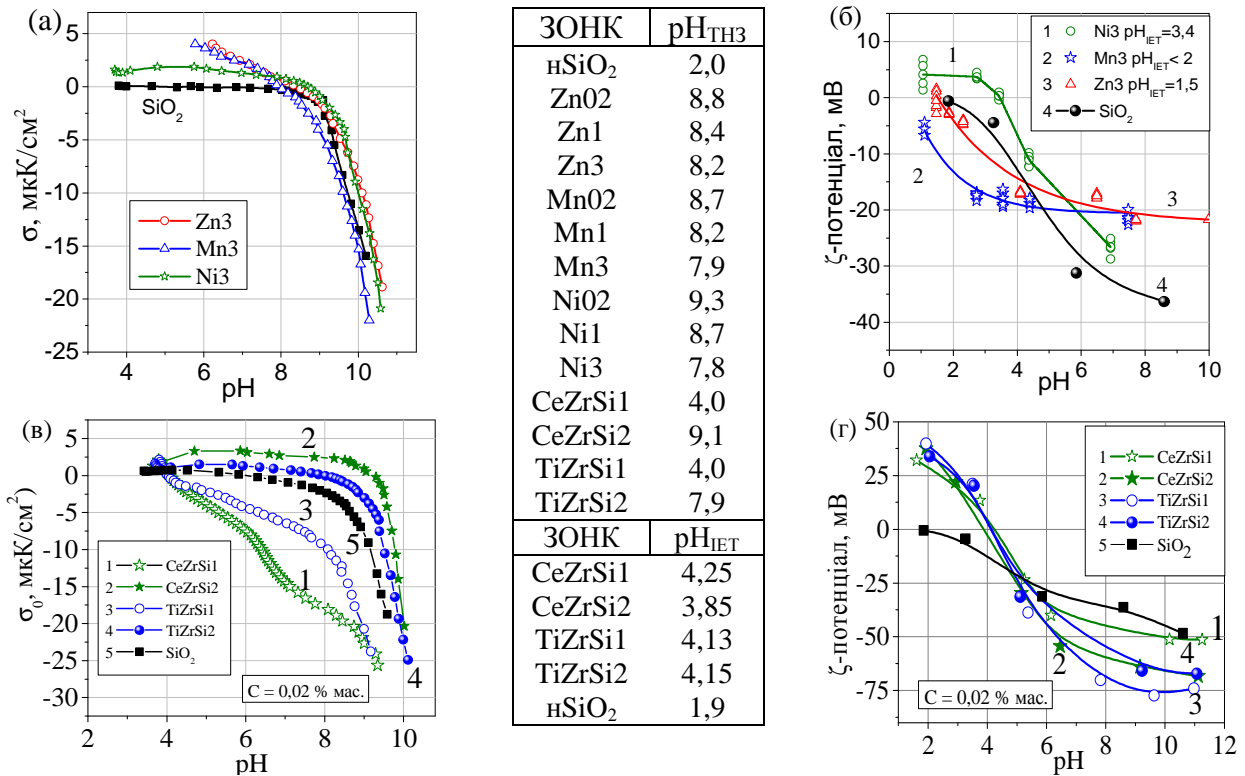 (а)
5
0
-5
-10
-15
-20
-25
σ, мкК/см²
SiO₂
Zn3
Mn3
Ni3
4
6
8
10
pH
ЗОНК pH_ТНЗ
нSiO₂ 2,0
Zn02 8,8
Zn1 8,4
Zn3 8,2
Mn02 8,7
Mn1 8,2
Mn3 7,9
Ni02 9,3
Ni1 8,7
Ni3 7,8
CeZrSi1 4,0
CeZrSi2 9,1
TiZrSi1 4,0
TiZrSi2 7,9
ЗОНК pH_IET
CeZrSi1 4,25
CeZrSi2 3,85
TiZrSi1 4,13
TiZrSi2 4,15
нSiO₂ 1,9
(б)
20
10
0
-10
-20
-30
-40
ζ-потенціал, мВ
1 Ni3 pH_IET=3,4
2 Mn3 pH_IET< 2
3 Zn3 pH_IET=1,5
4 SiO₂
1
2
3
4
0
2
4
6
8
10
pH
(в)
5
0
-5
-10
-15
-20
-25
-30
σ₀, мкК/см²
2
3
5
1
4
1 CeZrSi1
2 CeZrSi2
3 TiZrSi1
4 TiZrSi2
5 SiO₂
C = 0,02 % мас.
2
4
6
8
10
pH
(г)
50
25
0
-25
-50
-75
ζ-потенціал, мВ
1 CeZrSi1
2 CeZrSi2
3 TiZrSi1
4 TiZrSi2
5 SiO₂
1
4
2
3
C = 0,02 % мас.
2
4
6
8
10
12
pH